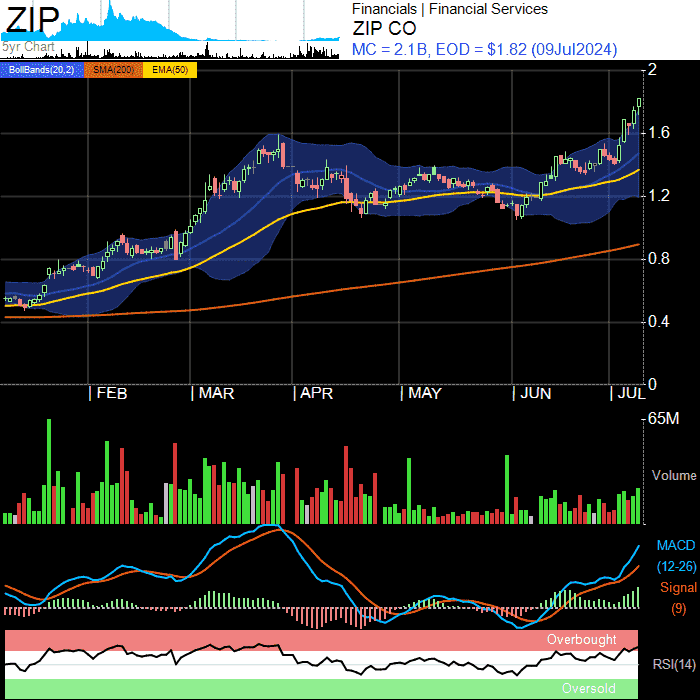 ZIP
5yr Chart
Financials | Financial Services
ZIP CO
MC = 2.1B, EOD = $1.82 (09Jul2024)
BollBands(20,2) SMA(200) EMA(50)
2
1.6
1.2
0.8
0.4
0
| FEB | MAR | APR | MAY | JUN | JUL
65M
Volume
MACD
(12-26)
Signal
(9)
Overbought
RSI(14)
Oversold